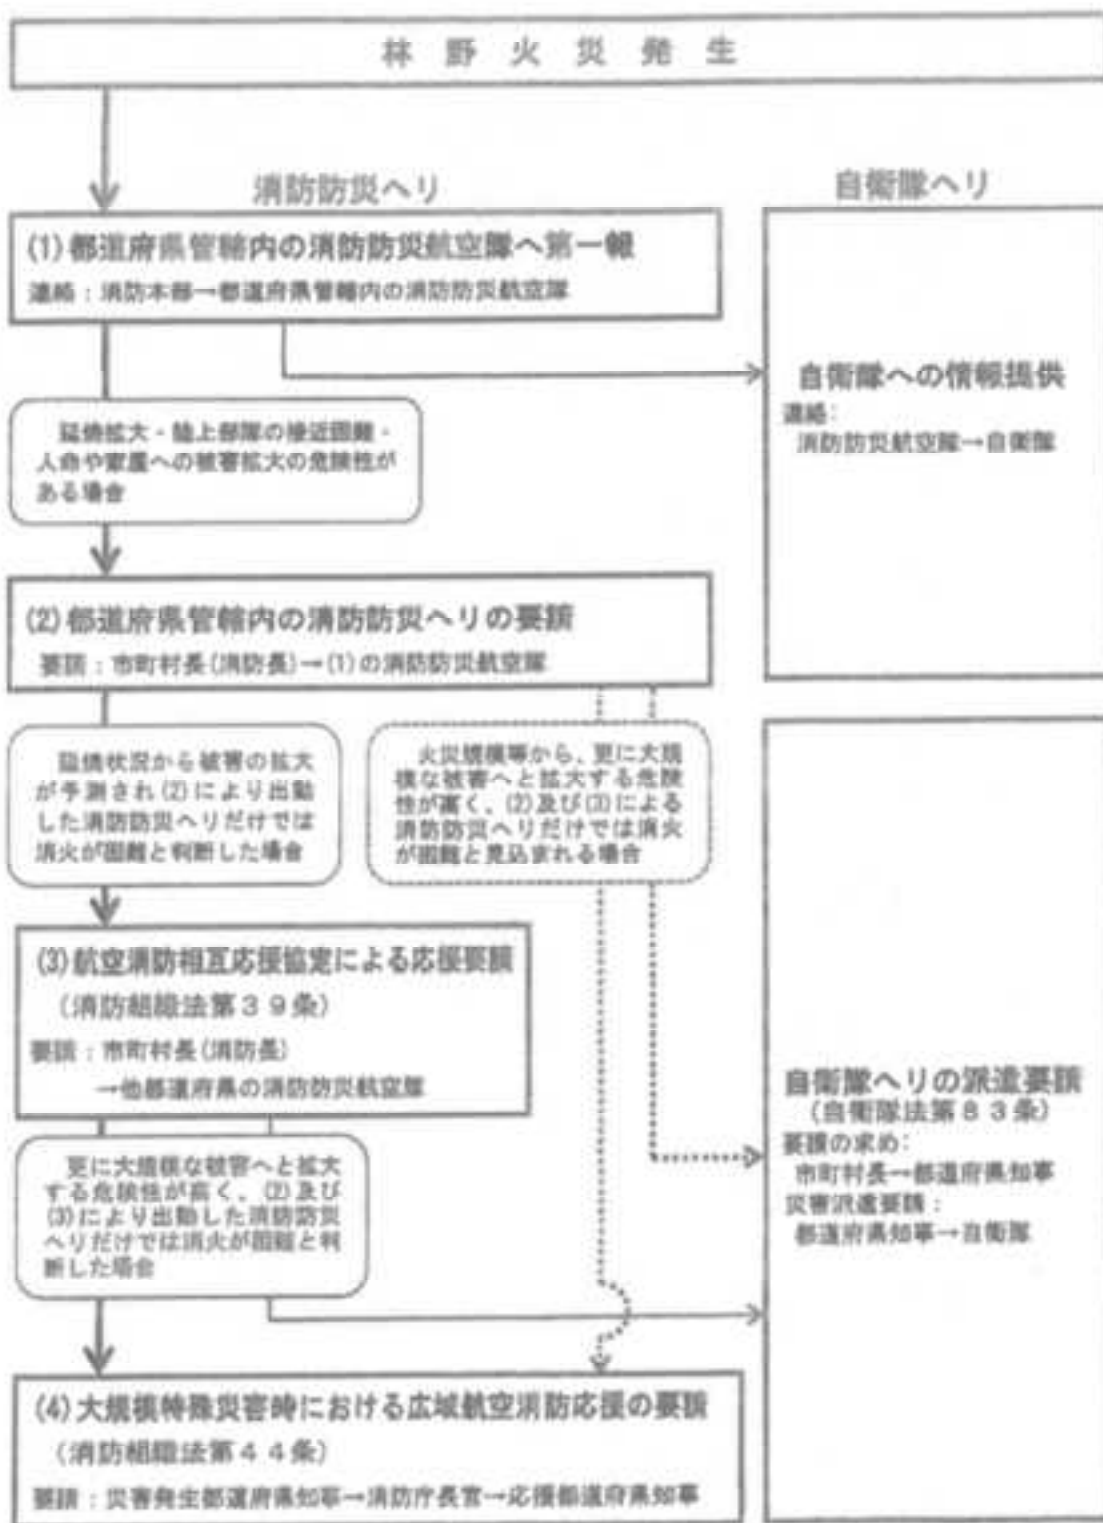 林野火災発生
消防防災ヘリ
自衛隊ヘリ
(1)都道府県管轄内の消防防災航空隊へ第一報
連絡：消防本部→都道府県管轄内の消防防災航空隊
自衛隊への情報提供
連絡：
消防防災航空隊→自衛隊
延焼拡大・陸上部隊の接近困難・
人命や家屋への被害拡大の危険性が
ある場合
(2)都道府県管轄内の消防防災ヘリの要請
要請：市町村長(消防長)→(1)の消防防災航空隊
延焼状況から被害の拡大
が予測され(2)により出動
した消防防災ヘリだけでは
消火が困難と判断した場合
火災規模等から、更に大規
模な被害へと拡大する危険
性が高く、(2)及び(3)による
消防防災ヘリだけでは消火
が困難と見込まれる場合
(3)航空消防相互応援協定による応援要請
(消防組織法第３９条)
要請：市町村長(消防長)
→他都道府県の消防防災航空隊
自衛隊ヘリの派遣要請
(自衛隊法第８３条)
要請の求め：
市町村長→都道府県知事
災害派遣要請：
都道府県知事→自衛隊
更に大規模な被害へと拡大
する危険性が高く、(2)及び
(3)により出動した消防防災
ヘリだけでは消火が困難と判
断した場合
(4)大規模特殊災害時における広域航空消防応援の要請
(消防組織法第４４条)
要請：災害発生都道府県知事→消防庁長官→応援都道府県知事